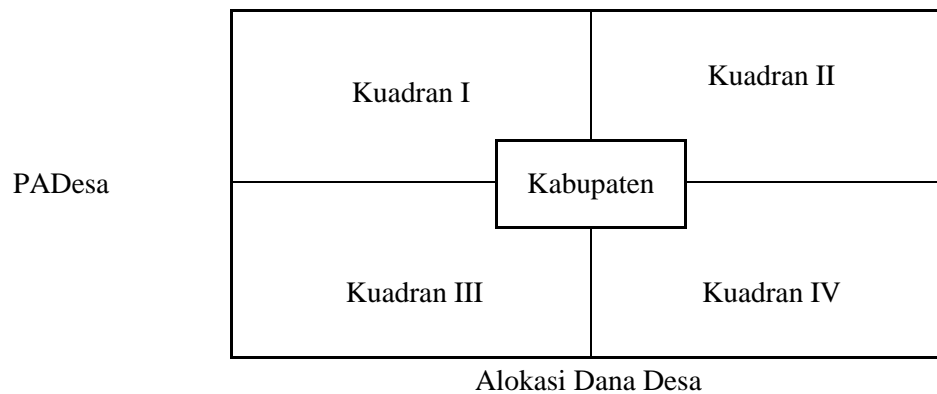 Kuadran I
Kuadran II
PADesa
Kabupaten
Kuadran III
Kuadran IV
Alokasi Dana Desa